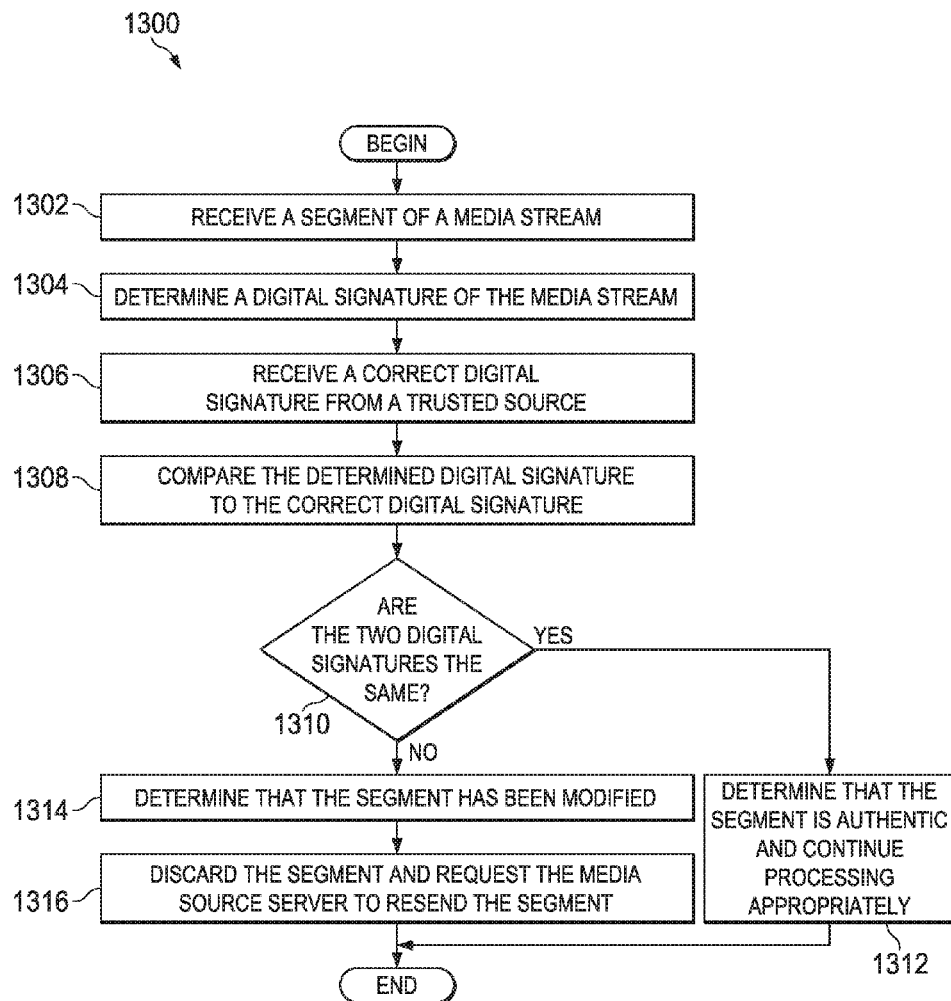 1300
BEGIN
1302
RECEIVE A SEGMENT OF A MEDIA STREAM
1304
DETERMINE A DIGITAL SIGNATURE OF THE MEDIA STREAM
1306
RECEIVE A CORRECT DIGITAL
SIGNATURE FROM A TRUSTED SOURCE
1308
COMPARE THE DETERMINED DIGITAL SIGNATURE
TO THE CORRECT DIGITAL SIGNATURE
ARE
THE TWO DIGITAL
SIGNATURES THE
SAME?
1310
YES
NO
1314
DETERMINE THAT THE SEGMENT HAS BEEN MODIFIED
1316
DISCARD THE SEGMENT AND REQUEST THE MEDIA
SOURCE SERVER TO RESEND THE SEGMENT
DETERMINE THAT THE
SEGMENT IS AUTHENTIC
AND CONTINUE
PROCESSING
APPROPRIATELY
1312
END